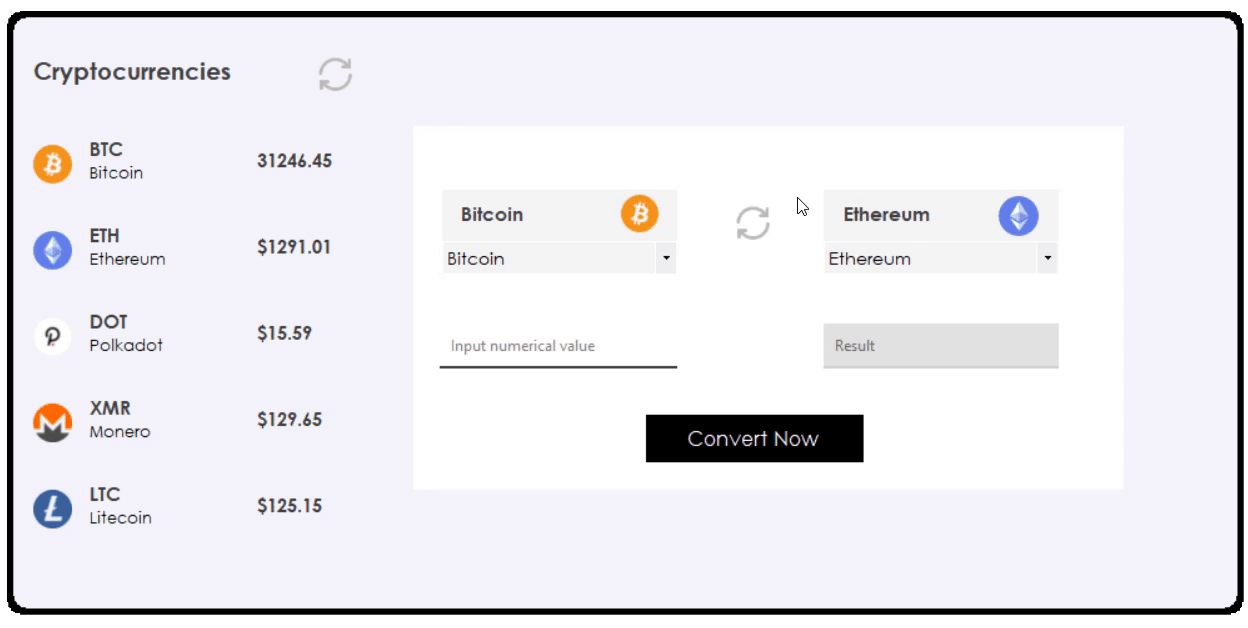 Cryptocurrencies
BTC
Bitcoin
31246.45
ETH
Ethereum
$1291.01
DOT
Polkadot
$15.59
XMR
Monero
$129.65
LTC
Litecoin
$125.15
Bitcoin
Bitcoin
Ethereum
Ethereum
Input numerical value
Result
Convert Now